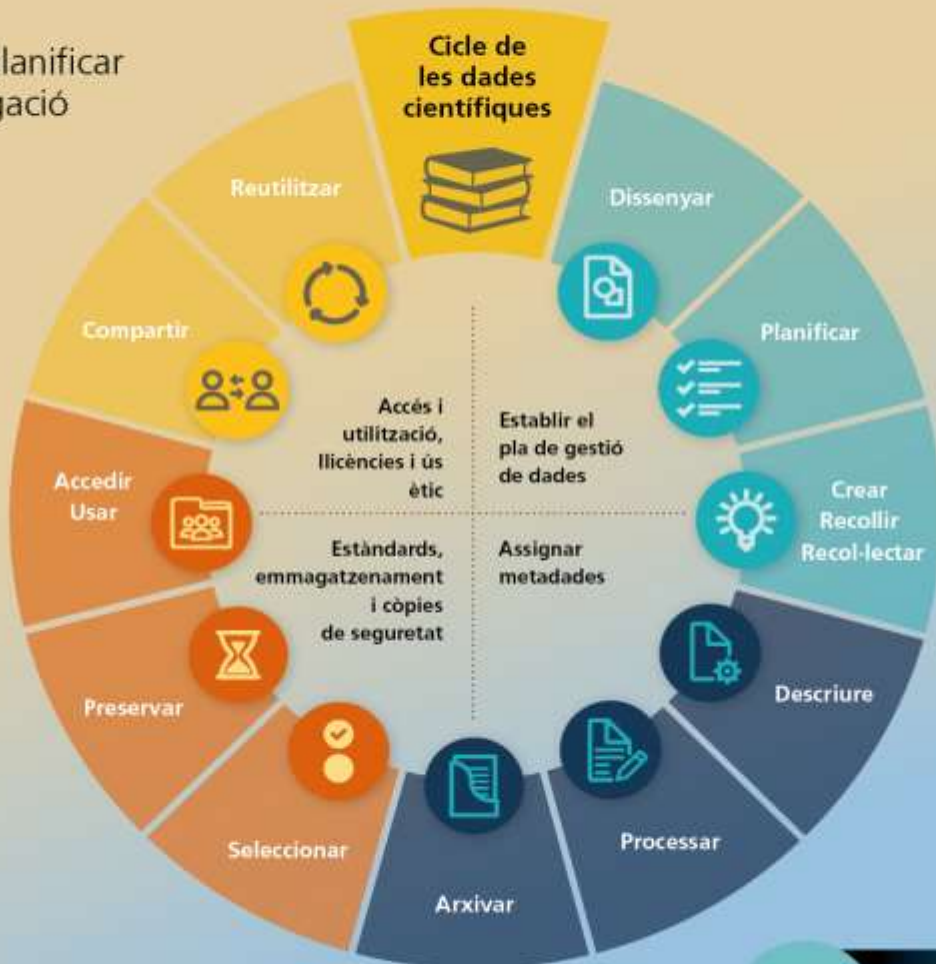 lanificar
gació
Cicle de
les dades
científiques
Dissenyar
Planificar
Crear
Recollir
Recol·lectar
Descriure
Processar
Arxivar
Seleccionar
Preservar
Accedir
Usar
Compartir
Reutilitzar
Accés i
utilització,
llicències i ús
ètic
Establir el
pla de gestió
de dades
Estàndards,
emmagatzenament
i còpies
de seguretat
Assignar
metadades